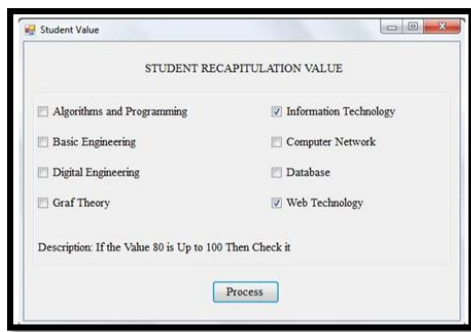 Student Value
STUDENT RECAPITULATION VALUE
Algorithms and Programming
Information Technology
Basic Engineering
Computer Network
Digital Engineering
Database
Graf Theory
Web Technology
Description: If the Value 80 is Up to 100 Then Check it
Process